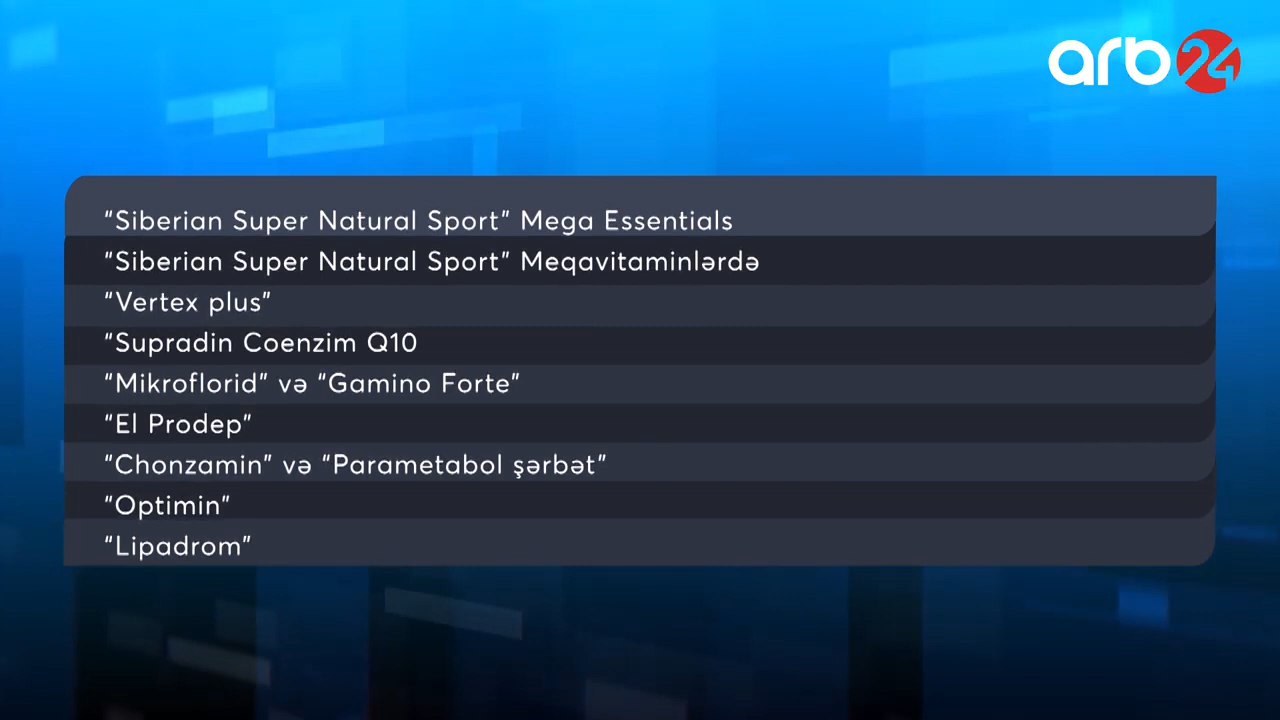 arb24
"Siberian Super Natural Sport" Mega Essentials
"Siberian Super Natural Sport" Meqavitaminlərdə
"Vertex plus"
"Supradin Coenzim Q10
"Mikroflorid" və "Gamino Forte"
"El Prodep"
"Chonzamin" və "Parametabol şərbət"
"Optimin"
"Lipadrom"